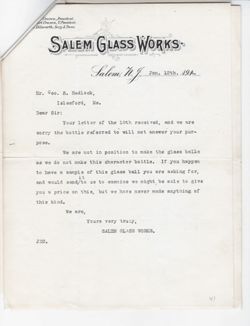 SALEM GLASS WORKS.
Salem, N.J. Jan. 12th. 191
Mr. Geo. R. Hadlock,
Islesford, Me.
Dear Sir:
Your letter of the 10th received, and we are
sorry the bottle referred to will not answer your pur-
pose.
We are not in position to make the glass balls
as we do not make this character bottle. If you happen
to have a sample of this glass ball you are asking for,
and would send it us to examine we might be able to give
you a price on this, but we have never made anything of
this kind.
We are,
Yours very truly,
SALEM GLASS WORKS,